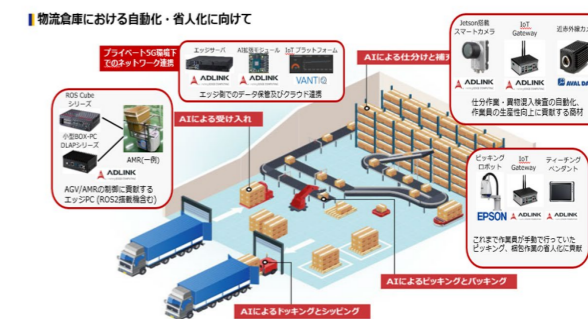 物流倉庫における自動化・省人化に向けて
プライベート5G環境下
でのネットワーク連携
エッジサーバ
AI拡張モジュール
IoT プラットフォーム
ADLINK
ADLINK
VANTIQ
エッジ側でのデータ保管及びクラウド連携
AIによる仕分けと補充
Jetson搭載
スマートカメラ
IoT
Gateway
近赤外線カメ
ADLINK
ADLINK
AVAL DA
仕分作業・異物混入検査の自動化、
作業員の生産性向上に貢献する商材
ROS Cube
シリーズ
小型BOX-PC
DLAPシリーズ
AMR(一例)
ADLINK
AGV/AMRの制御に貢献する
エッジPC (ROS2搭載機含む)
AIによる受け入れ
ピッキング
ロボット
IoT
Gateway
ティーチング
ペンダント
EPSON
ADLINK
ADLINK
これまで作業員が手動で行っていた
ピッキング、梱包作業の省人化に貢献
AIによるピッキングとパッキング
AIによるドッキングとシッピング